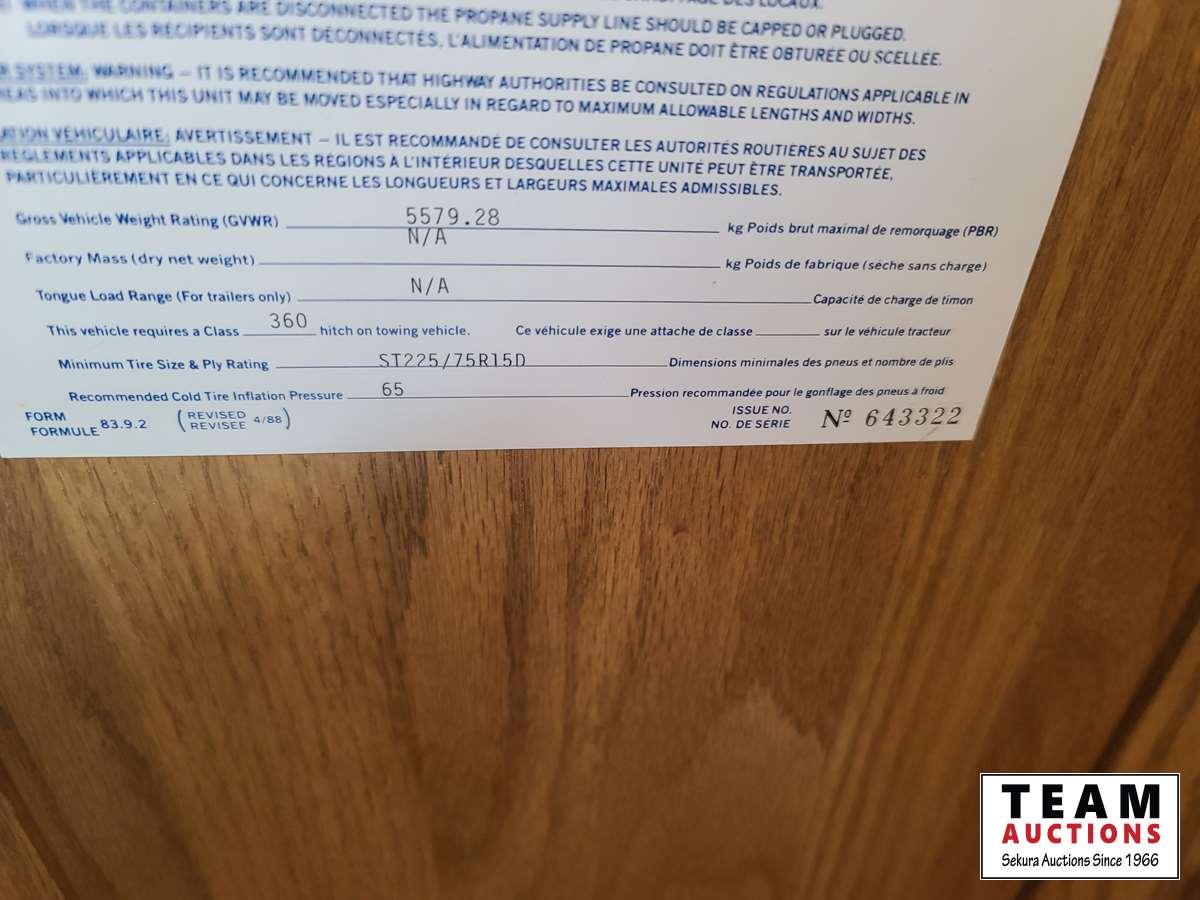 WHEN THE CONTAINERS ARE DISCONNECTED THE PROPANE SUPPLY LINE SHOULD BE CAPPED OR PLUGGED.
LORSQUE LES RÉCIPIENTS SONT DÉCONNECTÉS, L'ALIMENTATION DE PROPANE DOIT ÊTRE OBTURÉE OU SCELLÉE.
R SYSTEM: WARNING – IT IS RECOMMENDED THAT HIGHWAY AUTHORITIES BE CONSULTED ON REGULATIONS APPLICABLE IN
REAS INTO WHICH THIS UNIT MAY BE MOVED ESPECIALLY IN REGARD TO MAXIMUM ALLOWABLE LENGTHS AND WIDTHS.
ATION VÉHICULAIRE: AVERTISSEMENT – IL EST RECOMMANDÉ DE CONSULTER LES AUTORITÉS ROUTIÈRES AU SUJET DES
RÈGLEMENTS APPLICABLES DANS LES RÉGIONS À L'INTÉRIEUR DESQUELLES CETTE UNITÉ PEUT ÊTRE TRANSPORTÉE,
PARTICULIÈREMENT EN CE QUI CONCERNE LES LONGUEURS ET LARGEURS MAXIMALES ADMISSIBLES.
Gross Vehicle Weight Rating (GVWR) 5579.28 kg Poids brut maximal de remorquage (PBR)
N/A
Factory Mass (dry net weight) kg Poids de fabrique (séche sans charge)
N/A
Tongue Load Range (For trailers only) Capacité de charge de timon
This vehicle requires a Class 360 hitch on towing vehicle. Ce véhicule exige une attache de classe sur le véhicule tracteur
Minimum Tire Size & Ply Rating ST225/75R15D Dimensions minimales des pneus et nombre de plis
Recommended Cold Tire Inflation Pressure 65 Pression recommandée pour le gonflage des pneus à froid
FORM FORMULE 83.9.2 (REVISED REVISEE 4/88) ISSUE NO. NO. DE SÉRIE Nº 643322
TEAM
AUCTIONS
Sekura Auctions Since 1966